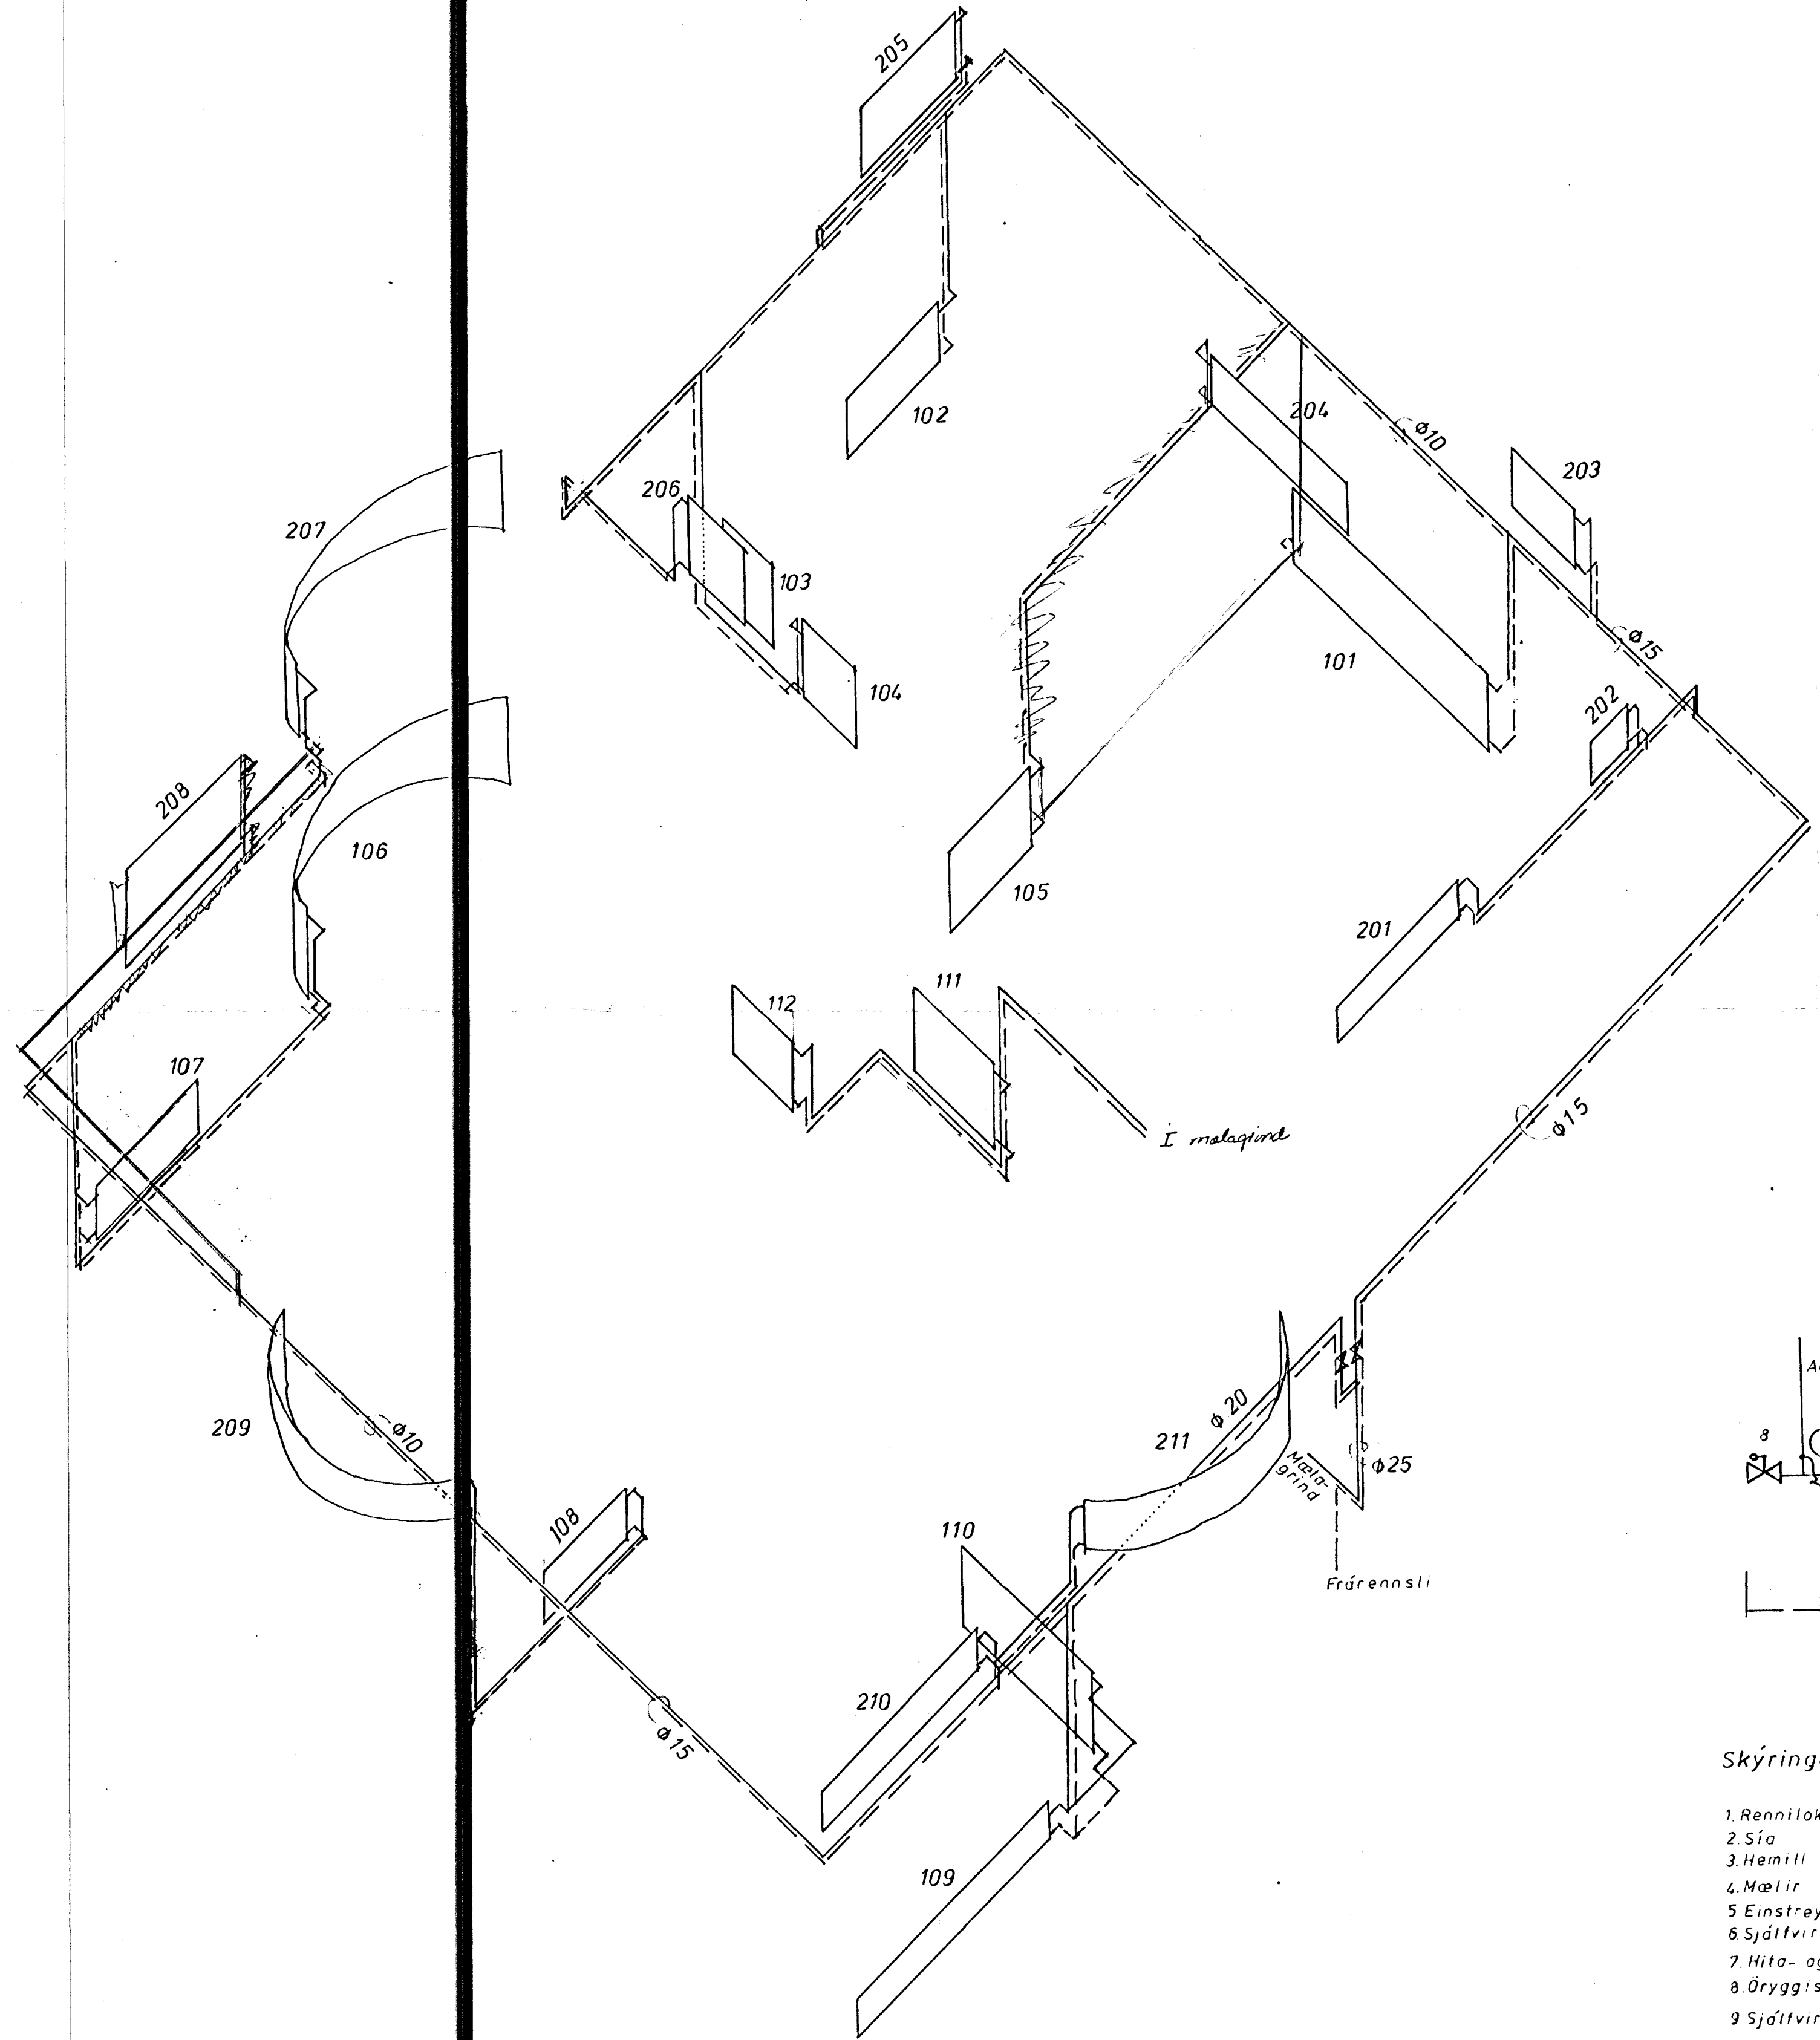 205
102
204
ø10
203
206
207
103
ø15
101
104
202
208
106
105
201
111
112
107
ø15
Í mælagrind
209
ø10
ø20
211
Mæla-
grind
ø25
8
108
110
Frárennsli
210
ø15
109
Skýring
1. Rennilok
2. Sía
3. Hemill
4. Mælir
5 Einstrey
6. Sjálfvir
7. Hita- og
8. Öryggis
9 Sjálfvir